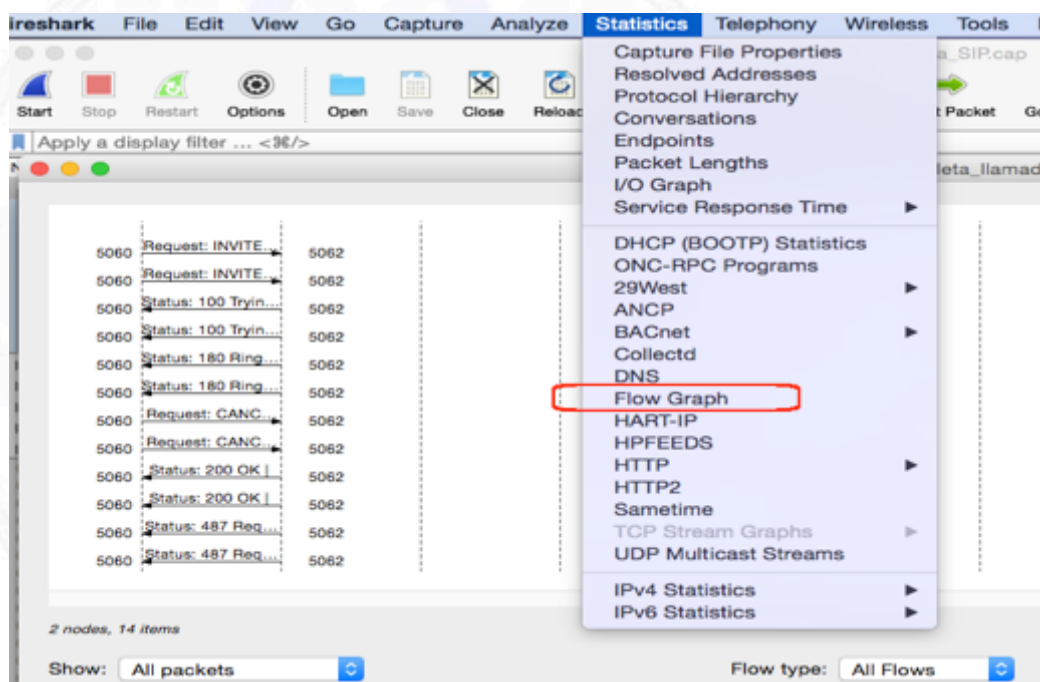 ireshark File Edit View Go Capture Analyze Statistics Telephony Wireless Tools
a_SIP.cap
Start Stop Restart Options Open Save Close Reload t Packet Go
Apply a display filter ... <⌘/>
leta_llamad
Capture File Properties
Resolved Addresses
Protocol Hierarchy
Conversations
Endpoints
Packet Lengths
I/O Graph
Service Response Time
DHCP (BOOTP) Statistics
ONC-RPC Programs
29West
ANCP
BACnet
Collectd
DNS
Flow Graph
HART-IP
HPFEEDS
HTTP
HTTP2
Sametime
TCP Stream Graphs
UDP Multicast Streams
IPv4 Statistics
IPv6 Statistics
5060 Request: INVITE... 5062
5060 Request: INVITE... 5062
5060 Status: 100 Tryin... 5062
5060 Status: 100 Tryin... 5062
5060 Status: 180 Ring... 5062
5060 Status: 180 Ring... 5062
5060 Request: CANC... 5062
5060 Request: CANC... 5062
5060 Status: 200 OK | 5062
5060 Status: 200 OK | 5062
5060 Status: 487 Req... 5062
5060 Status: 487 Req... 5062
2 nodes, 14 items
Show: All packets Flow type: All Flows